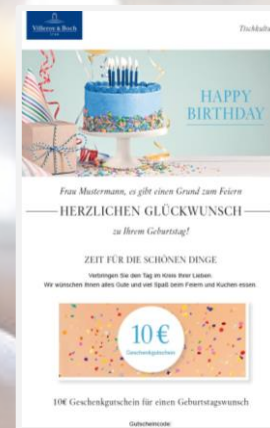 Villeroy & Boch
Tischkultur
HAPPY
BIRTHDAY
Frau Mustermann, es gibt einen Grund zum Feiern
HERZLICHEN GLÜCKWUNSCH
zu Ihrem Geburtstag!
ZEIT FÜR DIE SCHÖNEN DINGE
Verbringen Sie den Tag im Kreis Ihrer Lieben.
Wir wünschen Ihnen alles Gute und viel Spaß beim Feiern und Kuchen essen.
10 €
Geschenkgutschein
10€ Geschenkgutschein für einen Geburtstagswunsch
Gutscheincode: